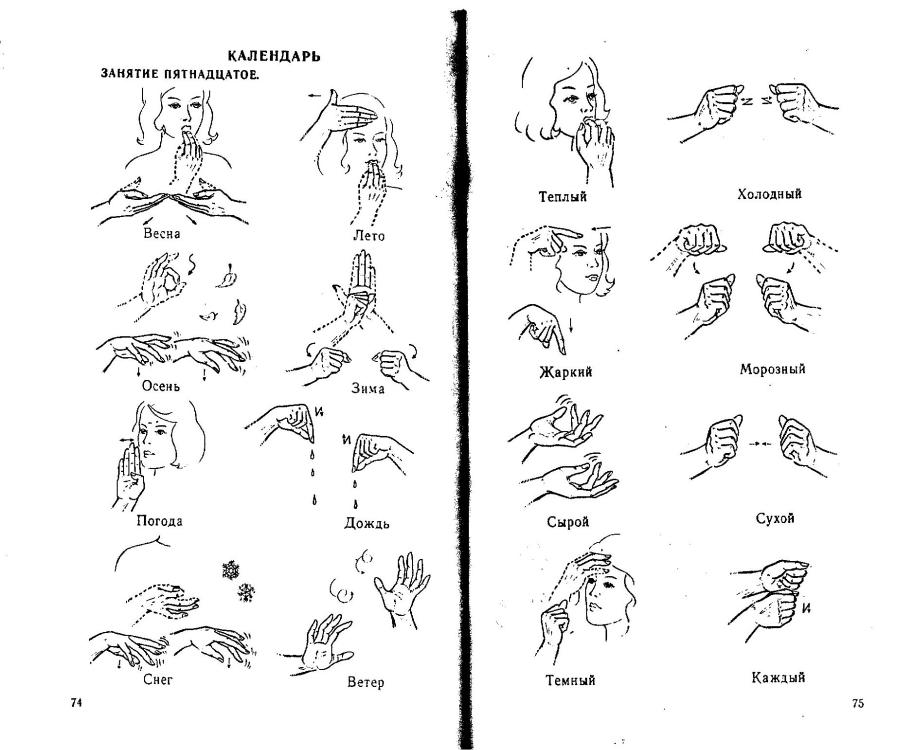 КАЛЕНДАРЬ
ЗАНЯТИЕ ПЯТНАДЦАТОЕ.
Весна
Лето
Осень
Зима
И
И
Погода
Дождь
Снег
Ветер
74
Теплый
Холодный
Жаркий
Морозный
Сырой
Сухой
И
Темный
Каждый
75